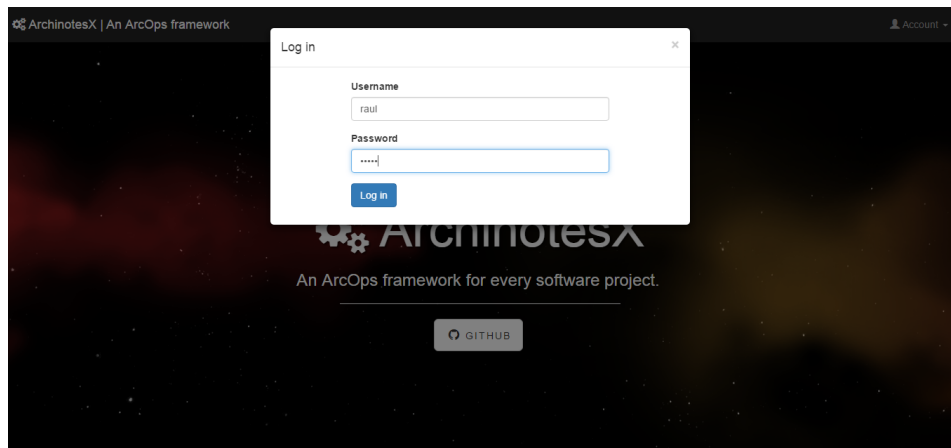 ArchinotesX | An ArcOps framework
Account
Log in
×
Username
raul
Password
•••••
Log in
ArchinotesX
An ArcOps framework for every software project.
GITHUB